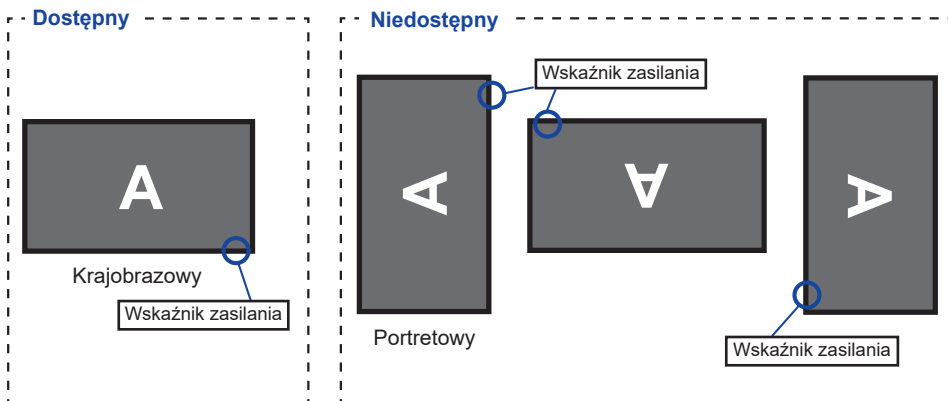 Dostępny
A
Krajobrazowy
Wskaźnik zasilania
Niedostępny
Wskaźnik zasilania
A
A
A
Portretowy
Wskaźnik zasilania